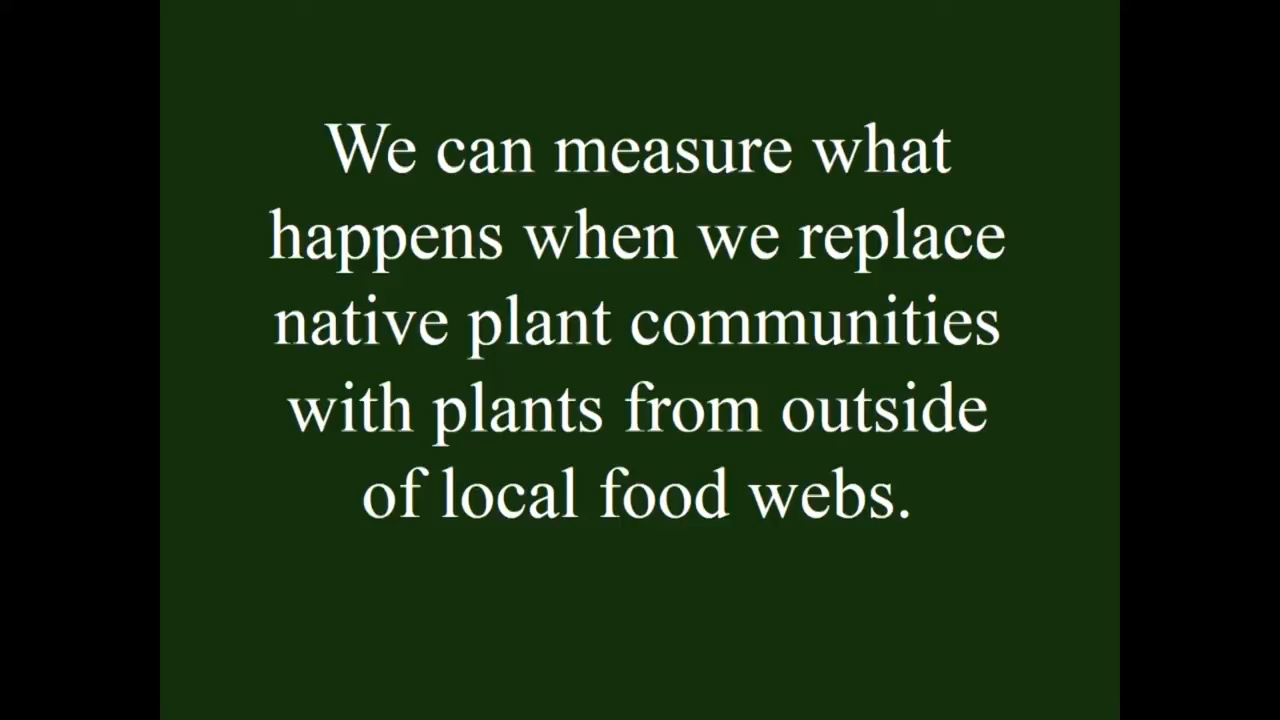 We can measure what
happens when we replace
native plant communities
with plants from outside
of local food webs.